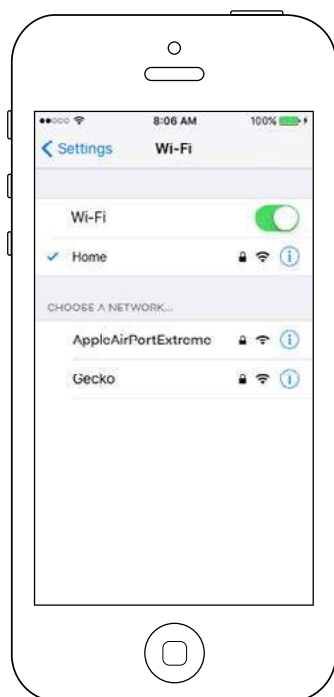 8:06 AM 100%
Settings Wi-Fi
Wi-Fi
Home
CHOOSE A NETWORK...
AppleAirPortExtreme
Gecko